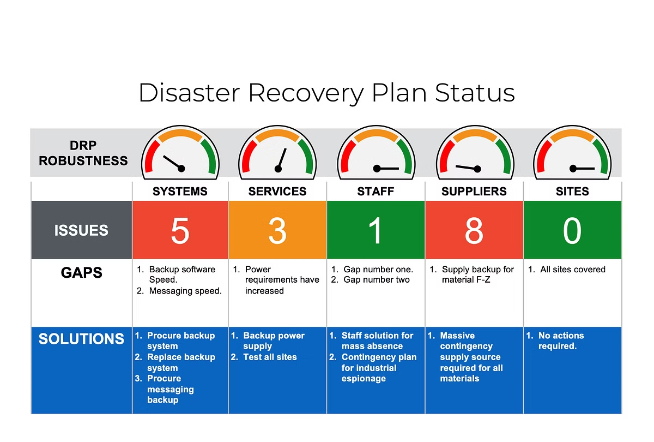 Disaster Recovery Plan Status
DRP
ROBUSTNESS
SYSTEMS
SERVICES
STAFF
SUPPLIERS
SITES
ISSUES
5
3
1
8
0
GAPS
1. Backup software
Speed.
2. Messaging speed.
1. Power
requirements have
increased
1. Gap number one.
2. Gap number two
1. Supply backup for
material F-Z
1. All sites covered
SOLUTIONS
1. Procure backup
system
2. Replace backup
system
3. Procure
messaging
backup
1. Backup power
supply
2. Test all sites
1. Staff solution for
mass absence
2. Contingency plan
for industrial
espionage
1. Massive
contingency
supply source
required for all
materials
1. No actions
required.